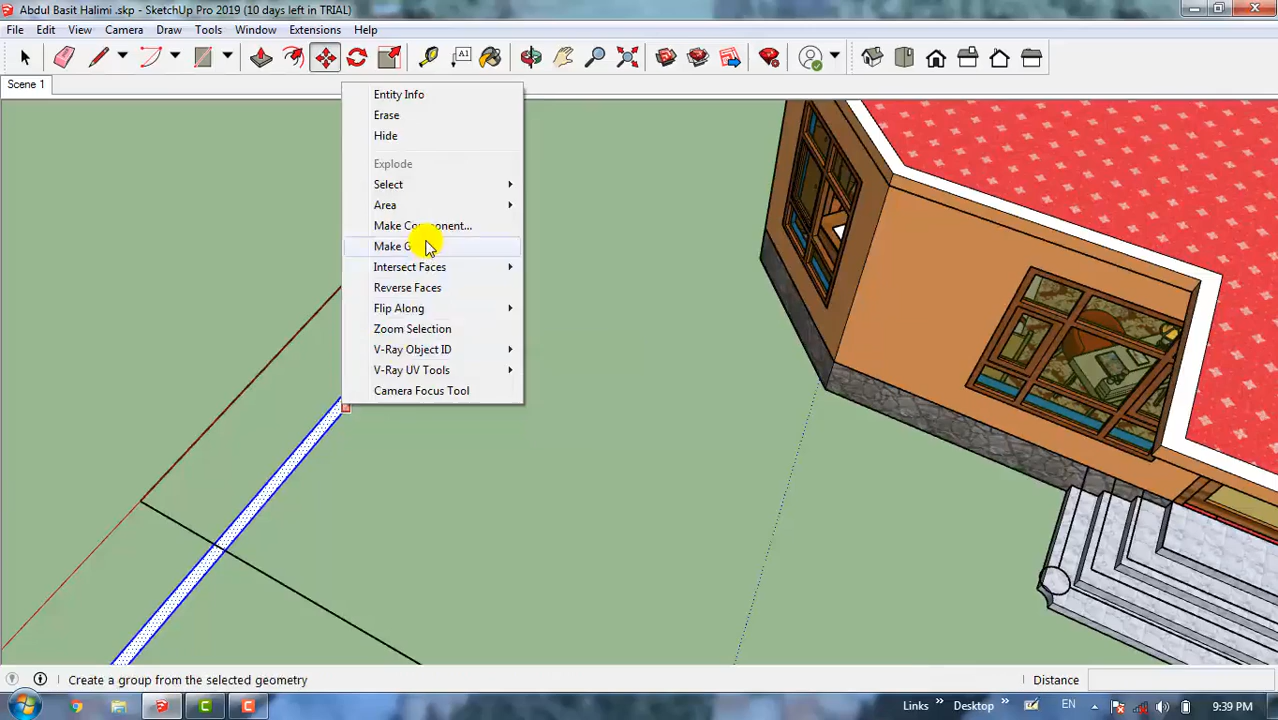 Abdul Basit Halimi .skp - SketchUp Pro 2019 (10 days left in TRIAL)
File Edit View Camera Draw Tools Window Extensions Help
A1
Scene 1
Entity Info
Erase
Hide
Explode
Select
Area
Make Component...
Make G
Intersect Faces
Reverse Faces
Flip Along
Zoom Selection
V-Ray Object ID
V-Ray UV Tools
Camera Focus Tool
Create a group from the selected geometry
Distance
Links » Desktop » EN 9:39 PM